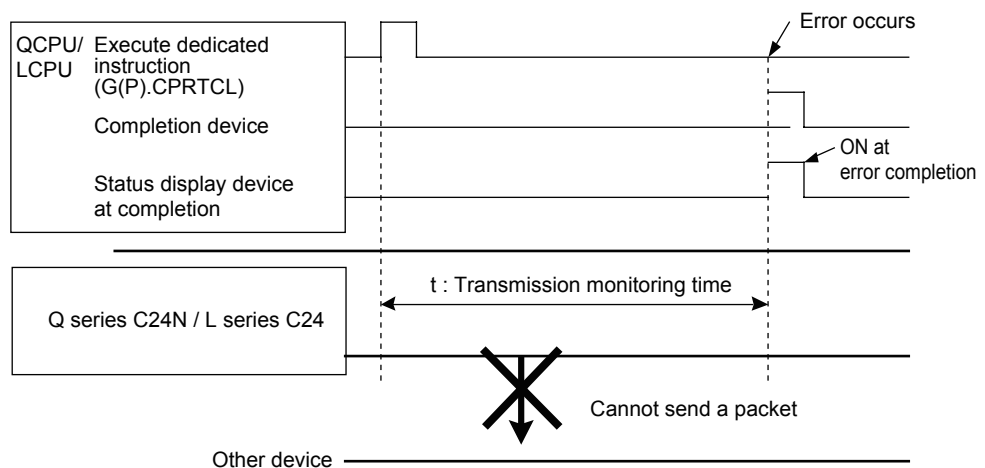 Error occurs
QCPU/ Execute dedicated
LCPU instruction
(G(P).CPRTCL)
Completion device
ON at
error completion
Status display device
at completion
t : Transmission monitoring time
Q series C24N / L series C24
Cannot send a packet
Other device